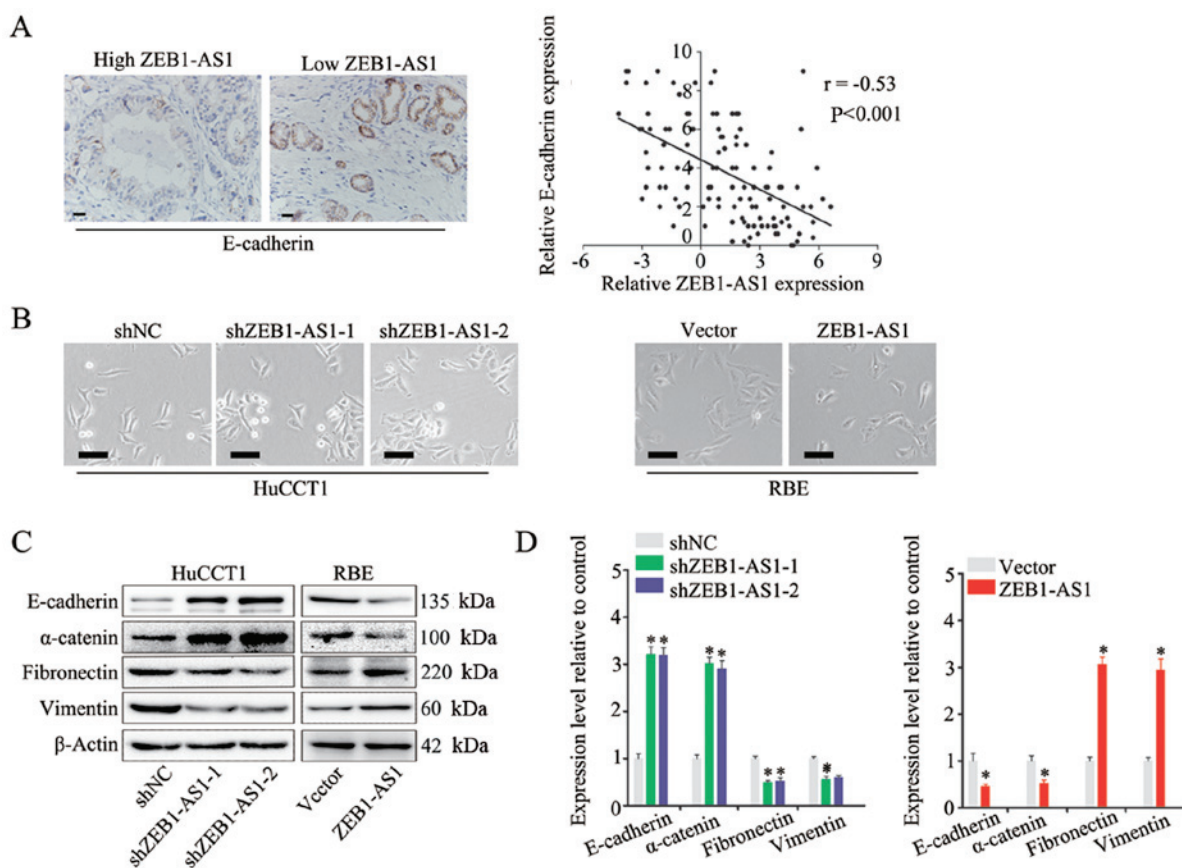 A
High ZEB1-AS1
Low ZEB1-AS1
E-cadherin
Relative E-cadherin expression
10
8
6
4
2
0
-6
-3
0
3
6
9
r = -0.53
P<0.001
Relative ZEB1-AS1 expression
B
shNC
shZEB1-AS1-1
shZEB1-AS1-2
HuCCT1
Vector
ZEB1-AS1
RBE
C
HuCCT1
RBE
E-cadherin
135 kDa
α-catenin
100 kDa
Fibronectin
220 kDa
Vimentin
60 kDa
β-Actin
42 kDa
shNC
shZEB1-AS1-1
shZEB1-AS1-2
Vector
ZEB1-AS1
D
Expression level relative to control
shNC
shZEB1-AS1-1
shZEB1-AS1-2
5
4
3
2
1
0
* * * * * * *
E-cadherin
α-catenin
Fibronectin
Vimentin
Expression level relative to control
Vector
ZEB1-AS1
5
4
3
2
1
0
* * * *
E-cadherin
α-catenin
Fibronectin
Vimentin